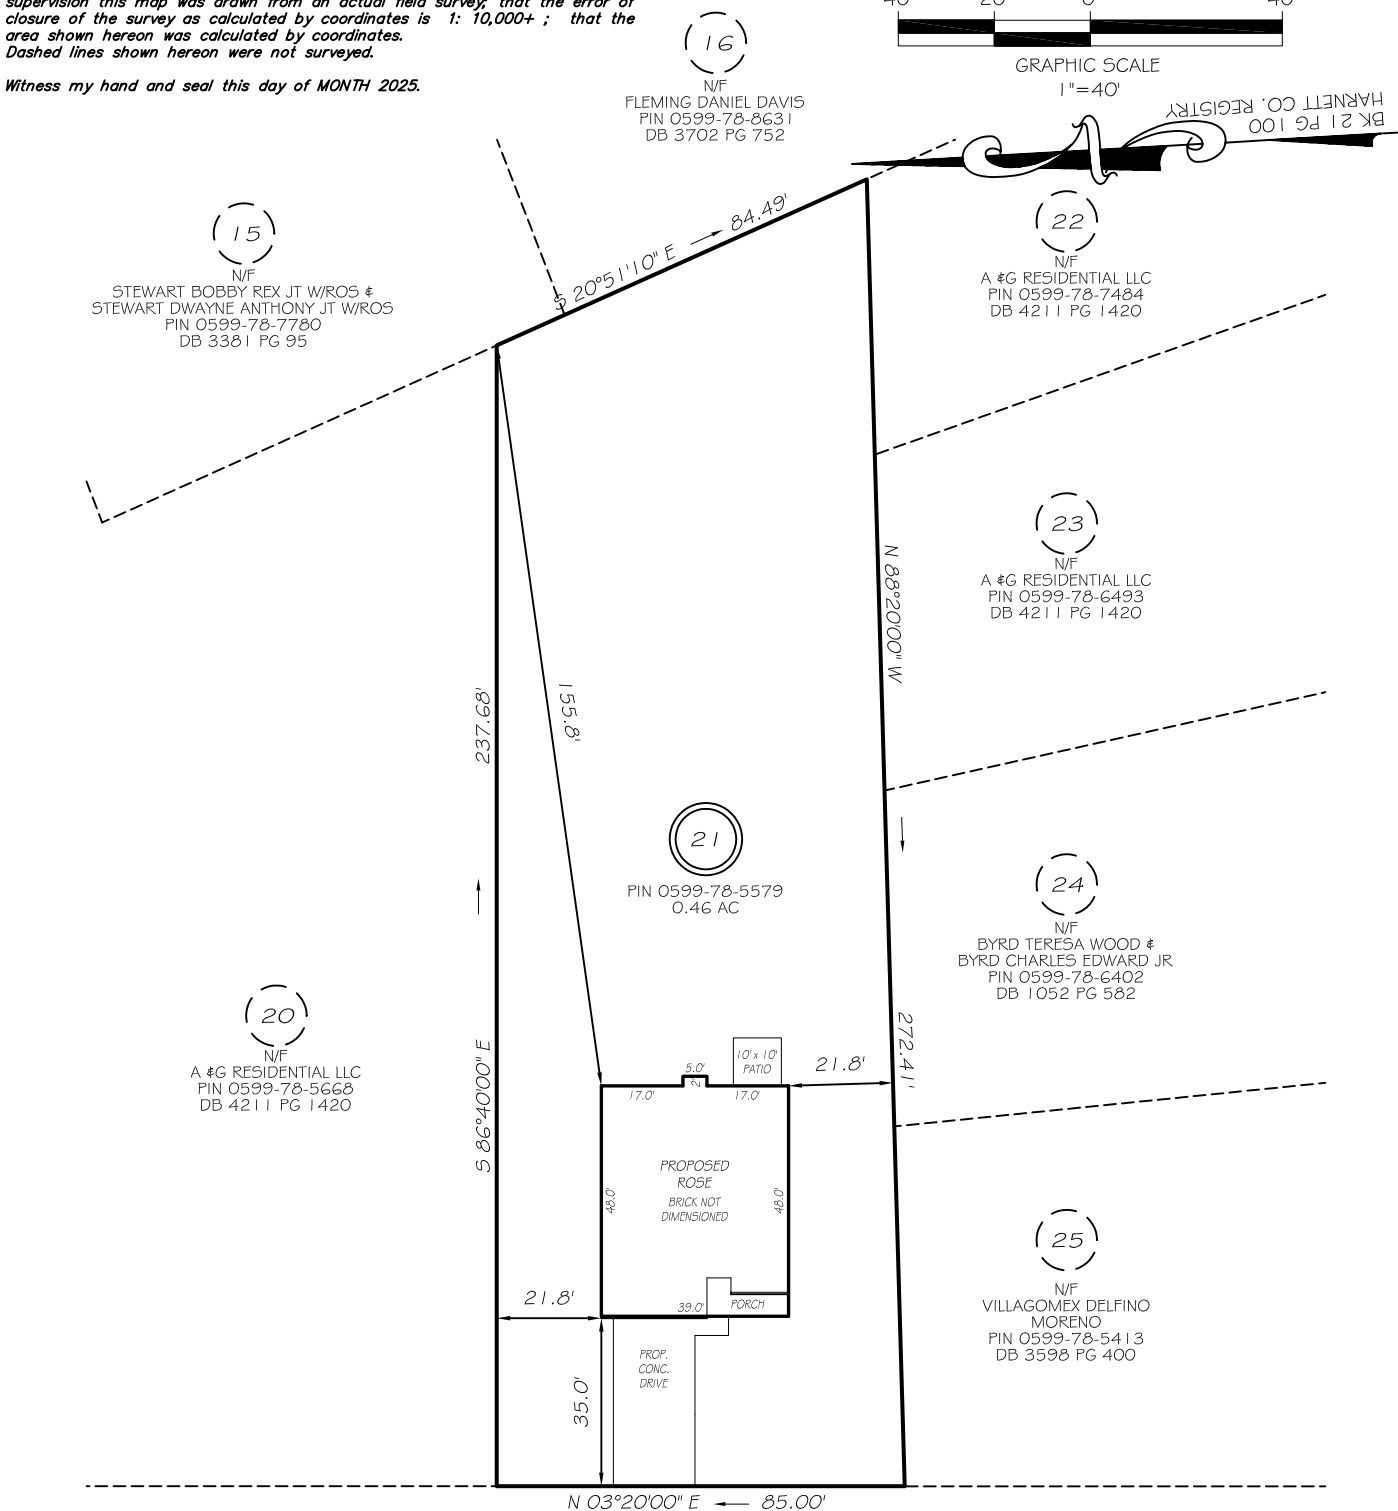 supervision this map was drawn from an actual field survey; that the error of
closure of the survey as calculated by coordinates is 1: 10,000+ ; that the
area shown hereon was calculated by coordinates.
Dashed lines shown hereon were not surveyed.
Witness my hand and seal this day of MONTH 2025.
16
N/F
FLEMING DANIEL DAVIS
PIN 0599-78-8631
DB 3702 PG 752
40 20 0 40
GRAPHIC SCALE
1"=40'
BK 21 PG 100
HARNETT CO. REGISTRY
N
15
N/F
STEWART BOBBY REX JT W/ROS &
STEWART DWAYNE ANTHONY JT W/ROS
PIN 0599-78-7780
DB 3381 PG 95
S 20°51'10" E
84.49'
22
N/F
A &G RESIDENTIAL LLC
PIN 0599-78-7484
DB 4211 PG 1420
23
N/F
A &G RESIDENTIAL LLC
PIN 0599-78-6493
DB 4211 PG 1420
N 88°20'00" W
272.41'
237.68'
S 86°40'00" E
155.8'
21
PIN 0599-78-5579
0.46 AC
24
N/F
BYRD TERESA WOOD &
BYRD CHARLES EDWARD JR
PIN 0599-78-6402
DB 1052 PG 582
20
N/F
A &G RESIDENTIAL LLC
PIN 0599-78-5668
DB 4211 PG 1420
10' x 10'
PATIO
21.8'
5.0'
2'
17.0'
17.0'
PROPOSED
ROSE
BRICK NOT
DIMENSIONED
48.0'
48.0'
39.0'
PORCH
21.8'
35.0'
PROP.
CONC.
DRIVE
25
N/F
VILLAGOMEX DELFINO
MORENO
PIN 0599-78-5413
DB 3598 PG 400
N 03°20'00" E
85.00'